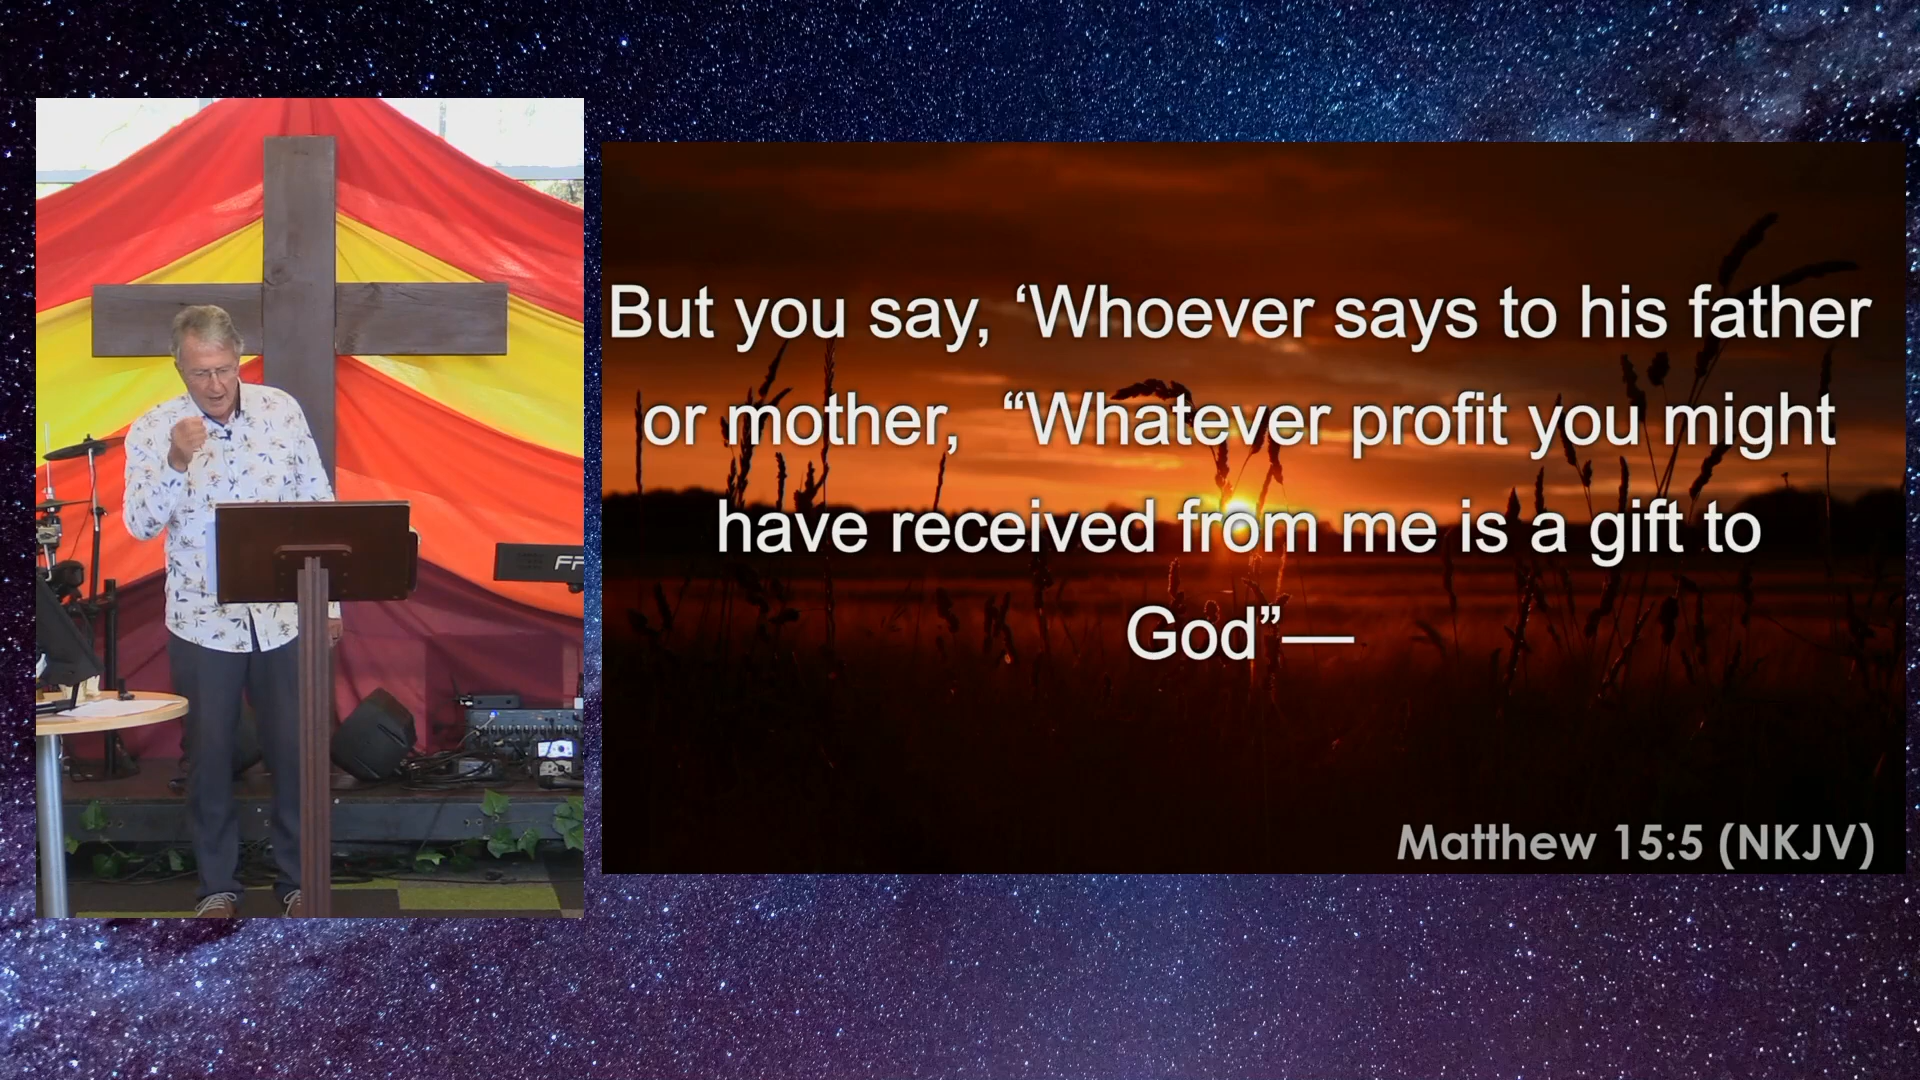 But you say, ‘Whoever says to his father
or mother, “Whatever profit you might
have received from me is a gift to
God”—
Matthew 15:5 (NKJV)